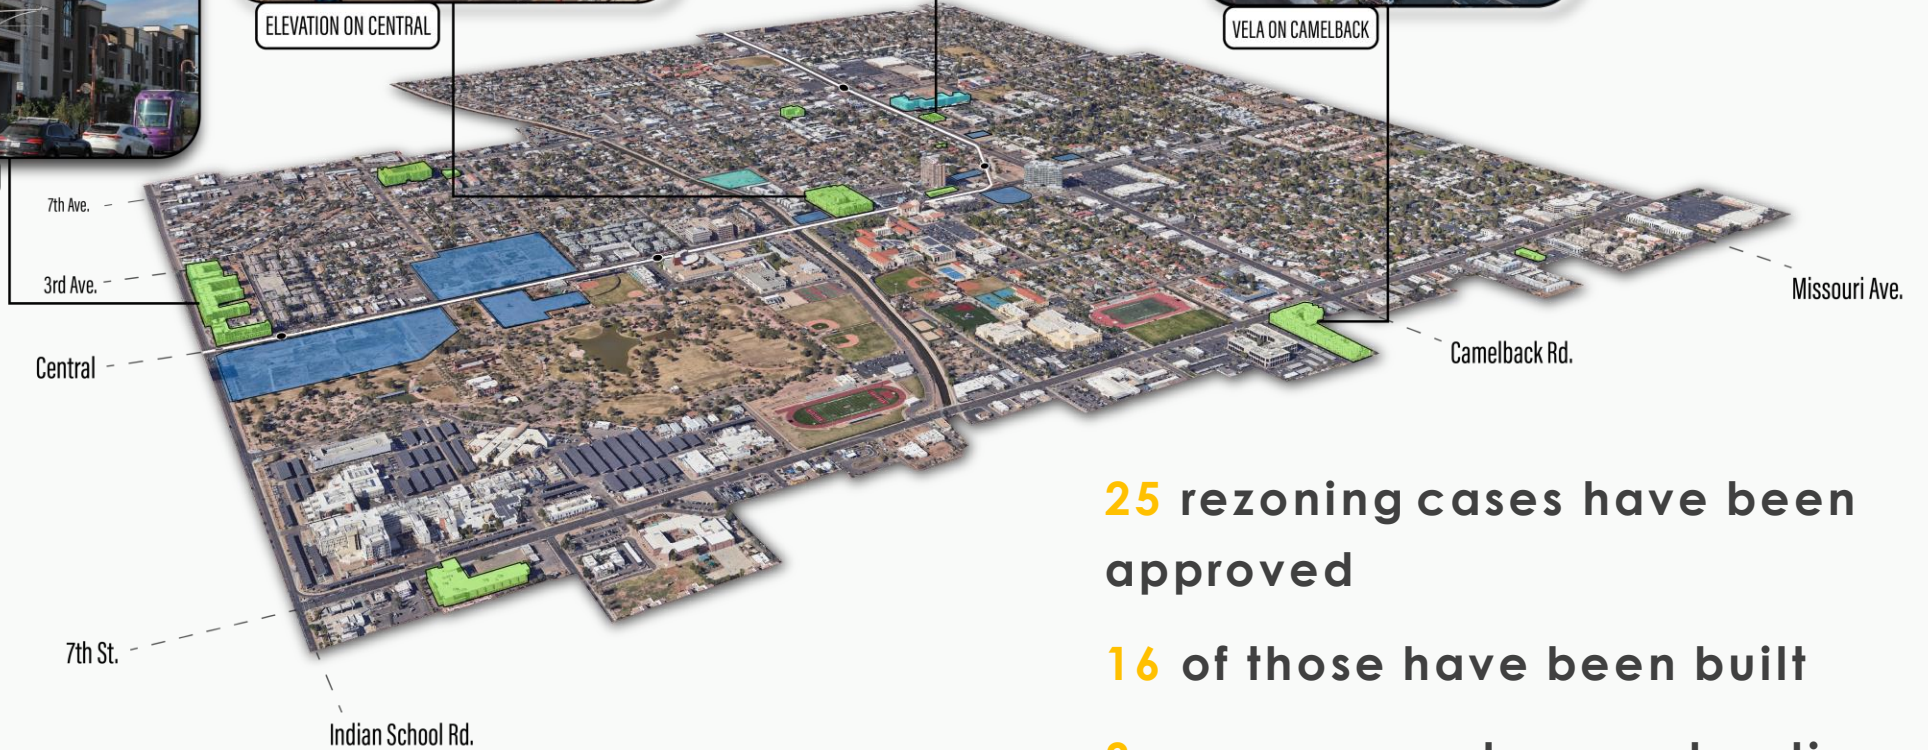 ELEVATION ON CENTRAL
VELA ON CAMELBACK
7th Ave.
3rd Ave.
Central
Missouri Ave.
Camelback Rd.
25 rezoning cases have been
approved
7th St.
16 of those have been built
Indian School Rd.